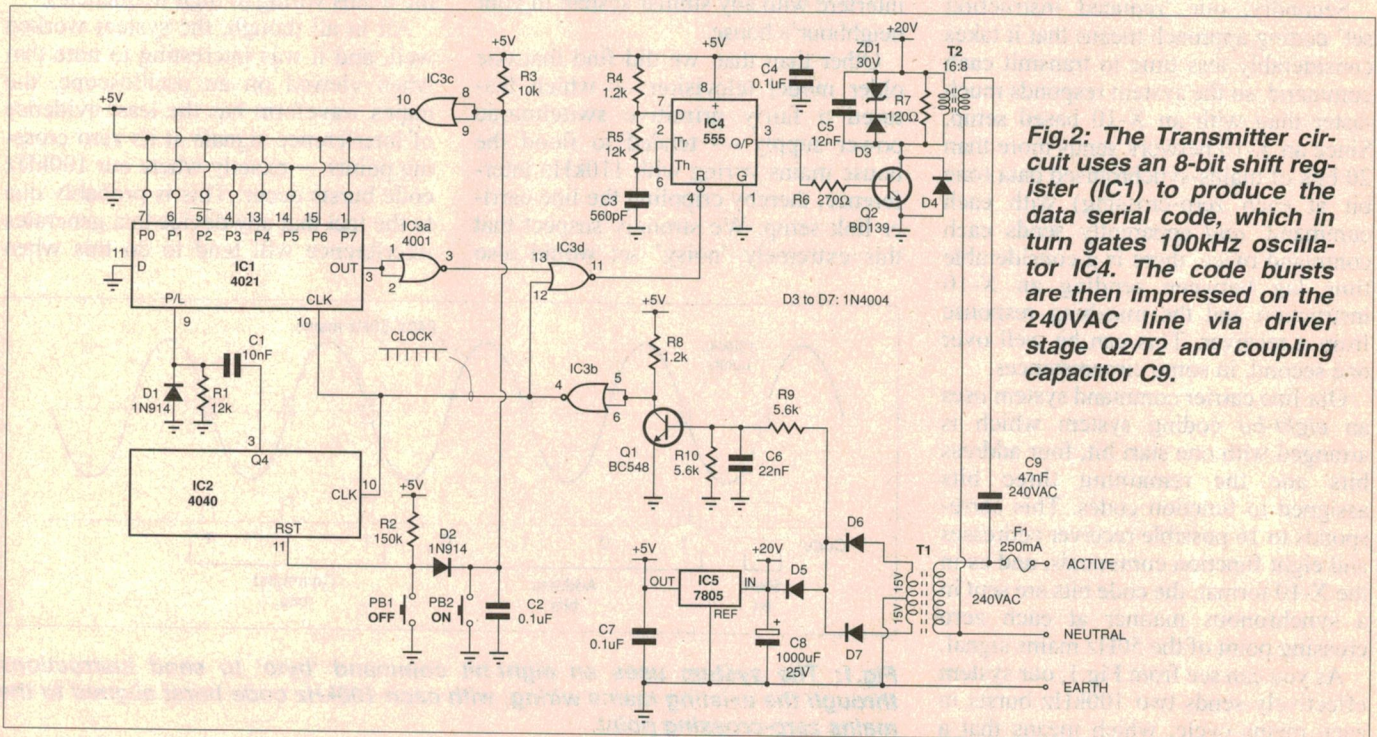 +5V
+5V
+5V
+5V
+20V
IC3c
10
8
9
R3
10k
R4
1.2k
R5
12k
7
2
6
8
D
Tr
Th
+
IC4
555
O/P
3
4
1
C3
560pF
C4
0.1uF
ZD1
30V
C5
12nF
D3
R7
120Ω
T2
16:8
R6
270Ω
Q2
BD139
D4
7 6 5 4 13 14 15 1
P0 P1 P2 P3 P4 P5 P6 P7
11
D
IC1
4021
OUT
3
P/L
CLK
9
10
1
2
IC3a
4001
3
13
12
IC3d
11
D3 to D7: 1N4004
CLOCK
C1
10nF
D1
1N914
R1
12k
+5V
R8
1.2k
IC3b
4
5
6
Q1
BC548
R9
5.6k
R10
5.6k
C6
22nF
3
Q4
IC2
4040
CLK
10
RST
11
+5V
R2
150k
D2
1N914
PB1
OFF
PB2
ON
C2
0.1uF
+5V
+20V
OUT
IC5
7805
IN
REF
C7
0.1uF
+
C8
1000uF
25V
D5
D6
D7
T1
15V
15V
C9
47nF
240VAC
F1
250mA
ACTIVE
240VAC
NEUTRAL
EARTH
Fig.2: The Transmitter cir-
cuit uses an 8-bit shift reg-
ister (IC1) to produce the
data serial code, which in
turn gates 100kHz oscilla-
tor IC4. The code bursts
are then impressed on the
240VAC line via driver
stage Q2/T2 and coupling
capacitor C9.